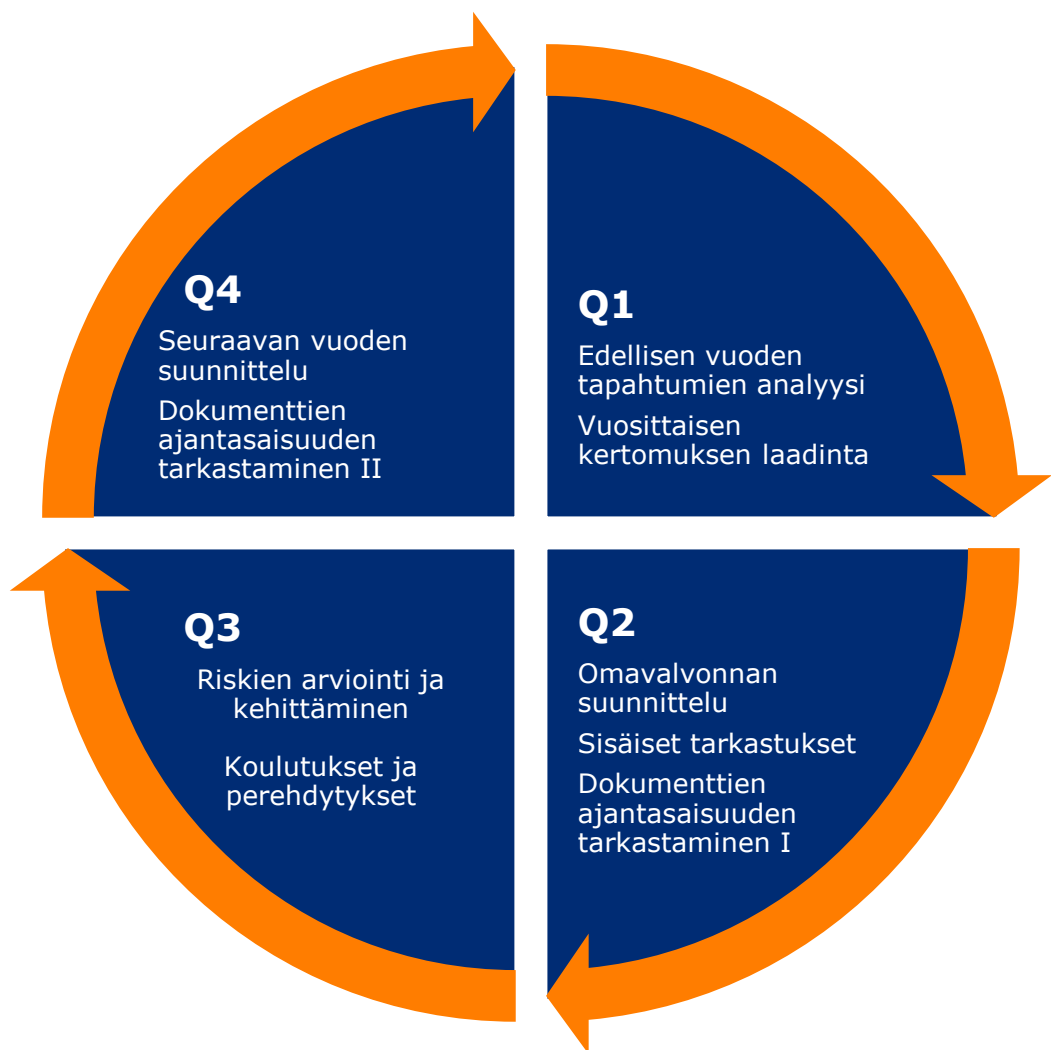 Q4
Seuraavan vuoden
suunnittelu
Dokumenttien
ajantasaisuuden
tarkastaminen II
Q1
Edellisen vuoden
tapahtumien analyysi
Vuosittaisen
kertomuksen laadinta
Q3
Riskien arviointi ja
kehittäminen
Koulutukset ja
perehdytykset
Q2
Omavalvonnan
suunnittelu
Sisäiset tarkastukset
Dokumenttien
ajantasaisuuden
tarkastaminen I